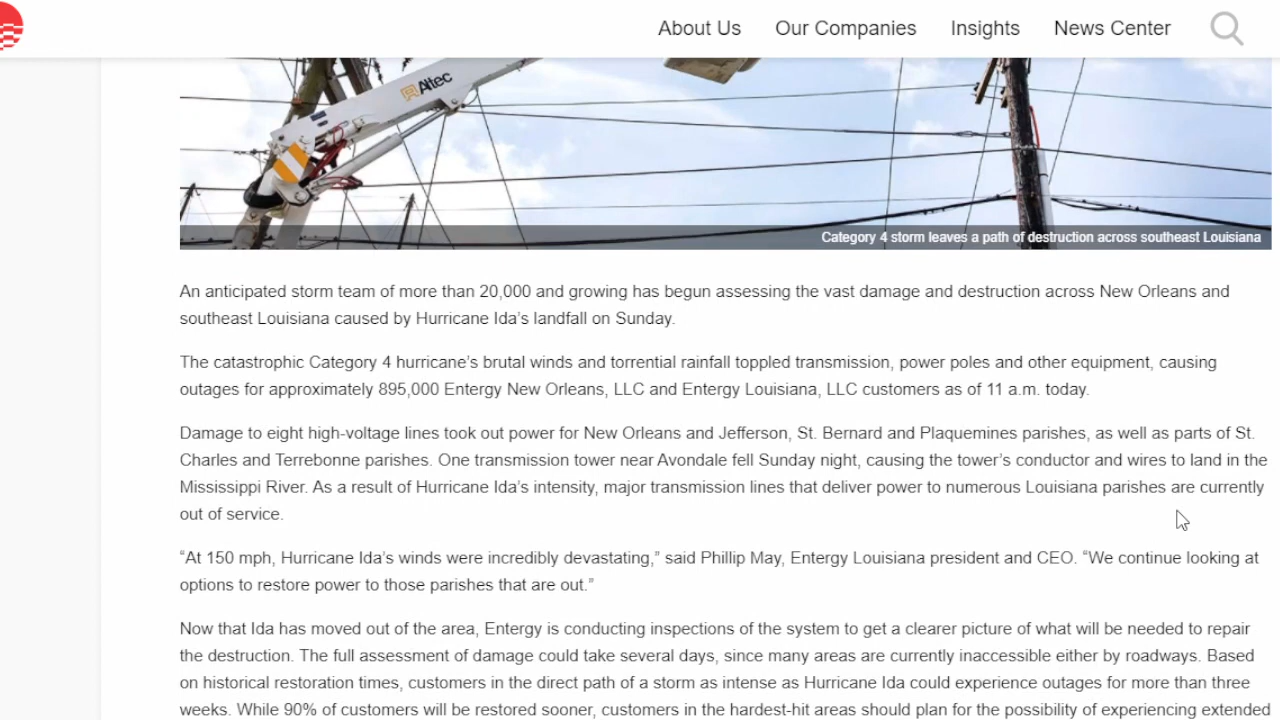 About Us Our Companies Insights News Center
Altec
Category 4 storm leaves a path of destruction across southeast Louisiana
An anticipated storm team of more than 20,000 and growing has begun assessing the vast damage and destruction across New Orleans and
southeast Louisiana caused by Hurricane Ida’s landfall on Sunday.
The catastrophic Category 4 hurricane’s brutal winds and torrential rainfall toppled transmission, power poles and other equipment, causing
outages for approximately 895,000 Entergy New Orleans, LLC and Entergy Louisiana, LLC customers as of 11 a.m. today.
Damage to eight high-voltage lines took out power for New Orleans and Jefferson, St. Bernard and Plaquemines parishes, as well as parts of St.
Charles and Terrebonne parishes. One transmission tower near Avondale fell Sunday night, causing the tower’s conductor and wires to land in the
Mississippi River. As a result of Hurricane Ida’s intensity, major transmission lines that deliver power to numerous Louisiana parishes are currently
out of service.
“At 150 mph, Hurricane Ida’s winds were incredibly devastating,” said Phillip May, Entergy Louisiana president and CEO. “We continue looking at
options to restore power to those parishes that are out.”
Now that Ida has moved out of the area, Entergy is conducting inspections of the system to get a clearer picture of what will be needed to repair
the destruction. The full assessment of damage could take several days, since many areas are currently inaccessible either by roadways. Based
on historical restoration times, customers in the direct path of a storm as intense as Hurricane Ida could experience outages for more than three
weeks. While 90% of customers will be restored sooner, customers in the hardest-hit areas should plan for the possibility of experiencing extended